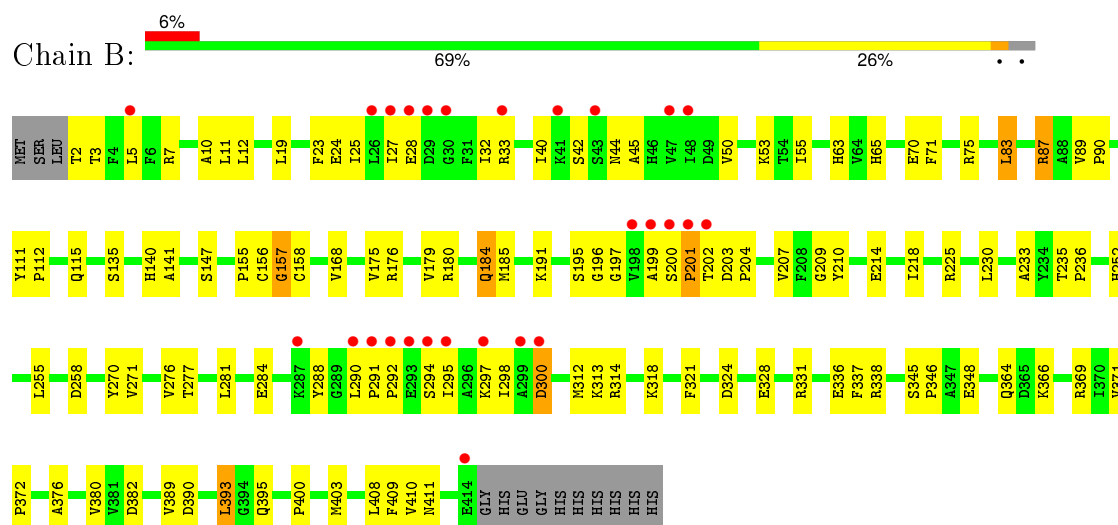 6%
Chain B:
69% 26% • •
MET SER LEU T2 T3 F4 L5 F6 R7 A10 L11 L12 L19 F23 E24 I25 L26 I27 E28 D29 G30 F31 I32 R33 I40 K41 S42 S43 N44 A45 H46 V47 I48 D49 V50 K53 T54 I55 H63 V64 H65 E70 F71 R75 L83 R87 A88 V89 P90
Y111 P112 Q115 S135 H140 A141 S147 P155 C156 G157 C158 V168 V175 R176 V179 R180 Q184 M185 K191 S195 G196 G197 V198 A199 S200 P201 T202 D203 P204 V207 F208 G209 Y210 E214 I218 R225 L230 A233 Y234 T235 P236
L255 D258 Y270 V271 V276 T277 L281 E284 K287 Y288 G289 L290 P291 P292 E293 S294 I295 A296 K297 I298 A299 D300 M312 K313 R314 K318 F321 D324 E328 R331 E336 F337 R338 S345 P346 A347 E348 Q364 D365 K366 R369 I370
P372 A376 V380 V381 D382 V389 D390 L393 G394 Q395 P400 M403 L408 F409 V410 N411 E414 GLY HIS GLU GLY HIS HIS HIS HIS HIS HIS